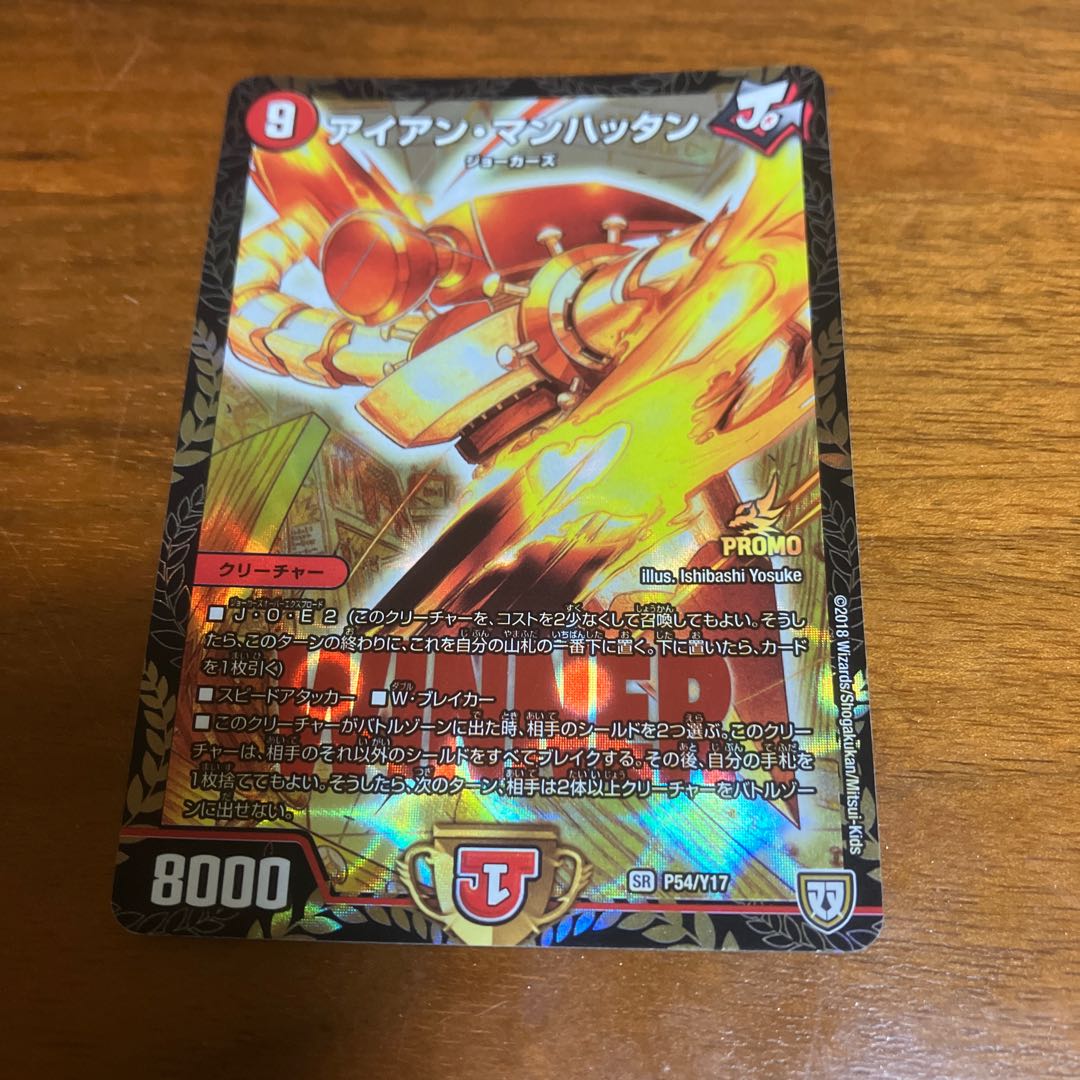 9
アイアン・マンハッタン
ジョーカーズ
J
PROMO
illus. Ishibashi Yosuke
クリーチャー
■J・O・E 2 (このクリーチャーを、コストを2少なくして召喚してもよい。そうし
たら、このターンの終わりに、これを自分の山札の一番下に置く。下に置いたら、カード
を1枚引く)
■スピードアタッカー ■W・ブレイカー
■このクリーチャーがバトルゾーンに出た時、相手のシールドを2つ選ぶ。このクリー
チャーは、相手のそれ以外のシールドをすべてブレイクする。その後、自分の手札を
1枚捨ててもよい。そうしたら、次のターン、相手は2体以上クリーチャーをバトルゾー
ンに出せない。
WINNER
©2018 Wizards/Shogakukan/Mitsui-Kids
8000
1
SR P54/Y17
双